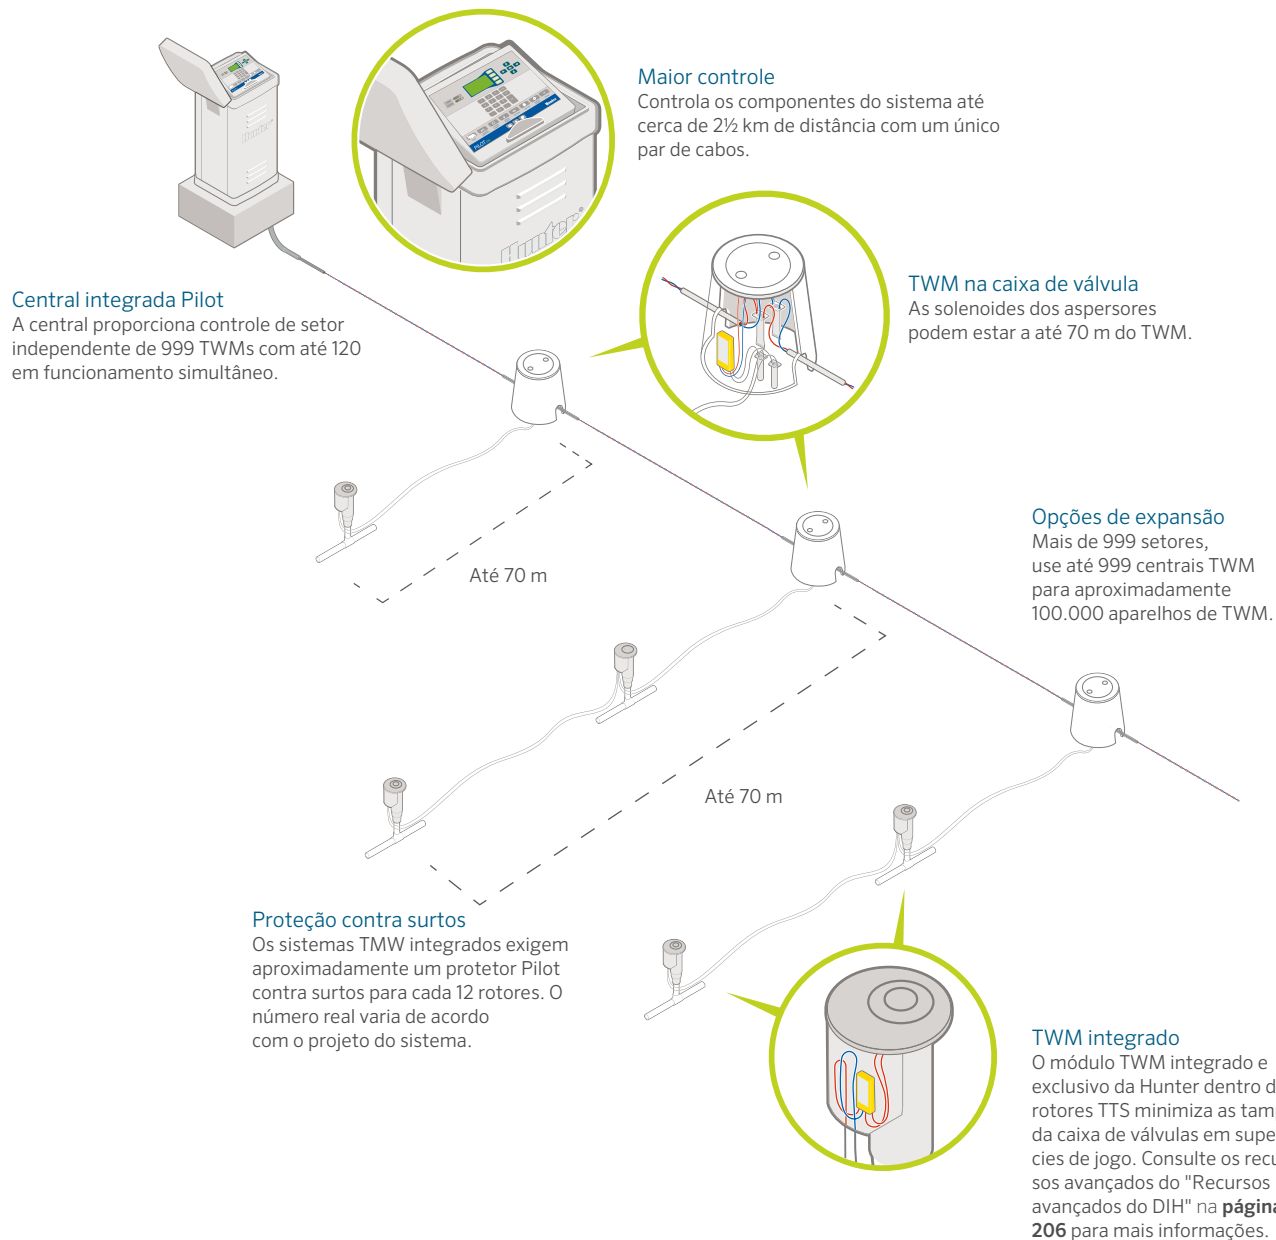 Maior controle
Controla os componentes do sistema até
cerca de 2½ km de distância com um único
par de cabos.
PILOT
Hunter
Hunter
Central integrada Pilot
A central proporciona controle de setor
independente de 999 TWMs com até 120
em funcionamento simultâneo.
TWM na caixa de válvula
As solenoides dos aspersores
podem estar a até 70 m do TWM.
Opções de expansão
Mais de 999 setores,
use até 999 centrais TWM
para aproximadamente
100.000 aparelhos de TWM.
Até 70 m
Até 70 m
Proteção contra surtos
Os sistemas TMW integrados exigem
aproximadamente um protetor Pilot
contra surtos para cada 12 rotores. O
número real varia de acordo
com o projeto do sistema.
TWM integrado
O módulo TWM integrado e
exclusivo da Hunter dentro d
rotores TTS minimiza as tam
da caixa de válvulas em supe
cies de jogo. Consulte os recu
sos avançados do "Recursos
avançados do DIH" na página
206 para mais informações.